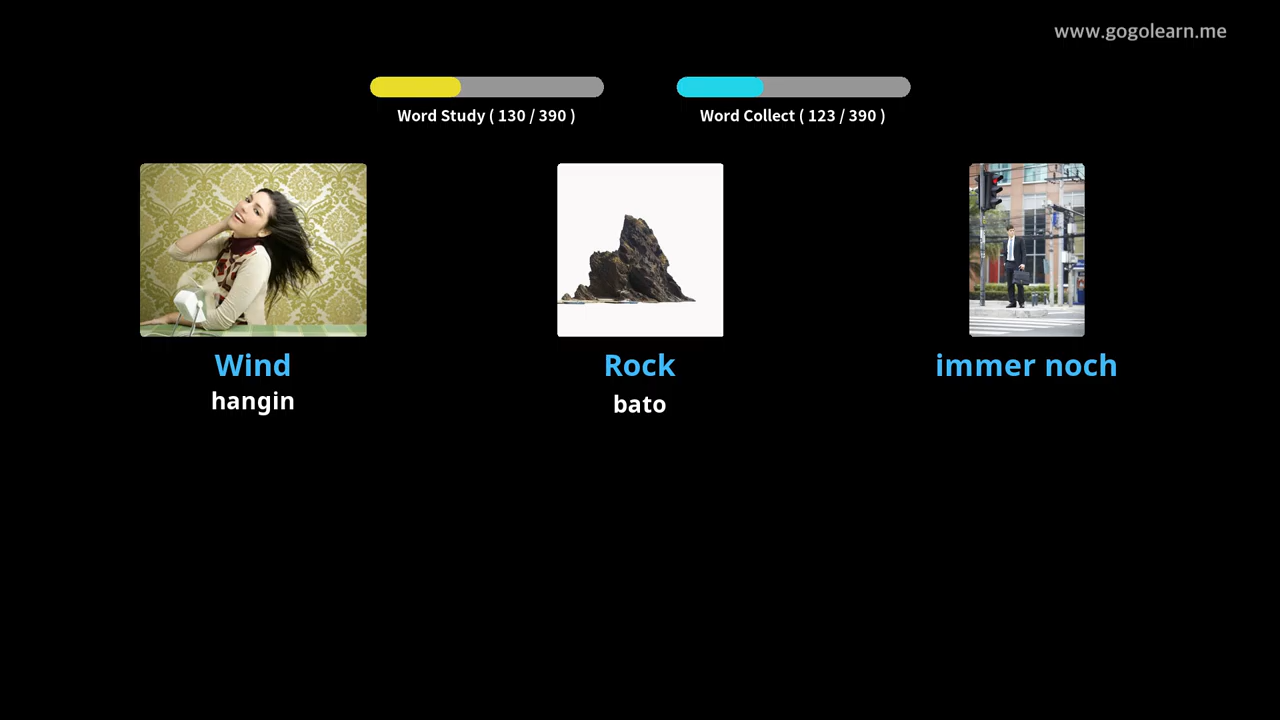 www.gogolearn.me
Word Study ( 130 / 390 )
Word Collect ( 123 / 390 )
Wind
hangin
Rock
bato
immer noch